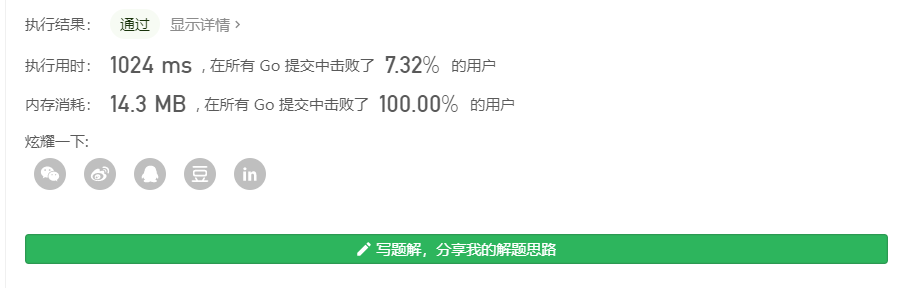 执行结果： 通过 显示详情 ›
执行用时： 1024 ms , 在所有 Go 提交中击败了 7.32% 的用户
内存消耗： 14.3 MB , 在所有 Go 提交中击败了 100.00% 的用户
炫耀一下:
豆 in
写题解，分享我的解题思路